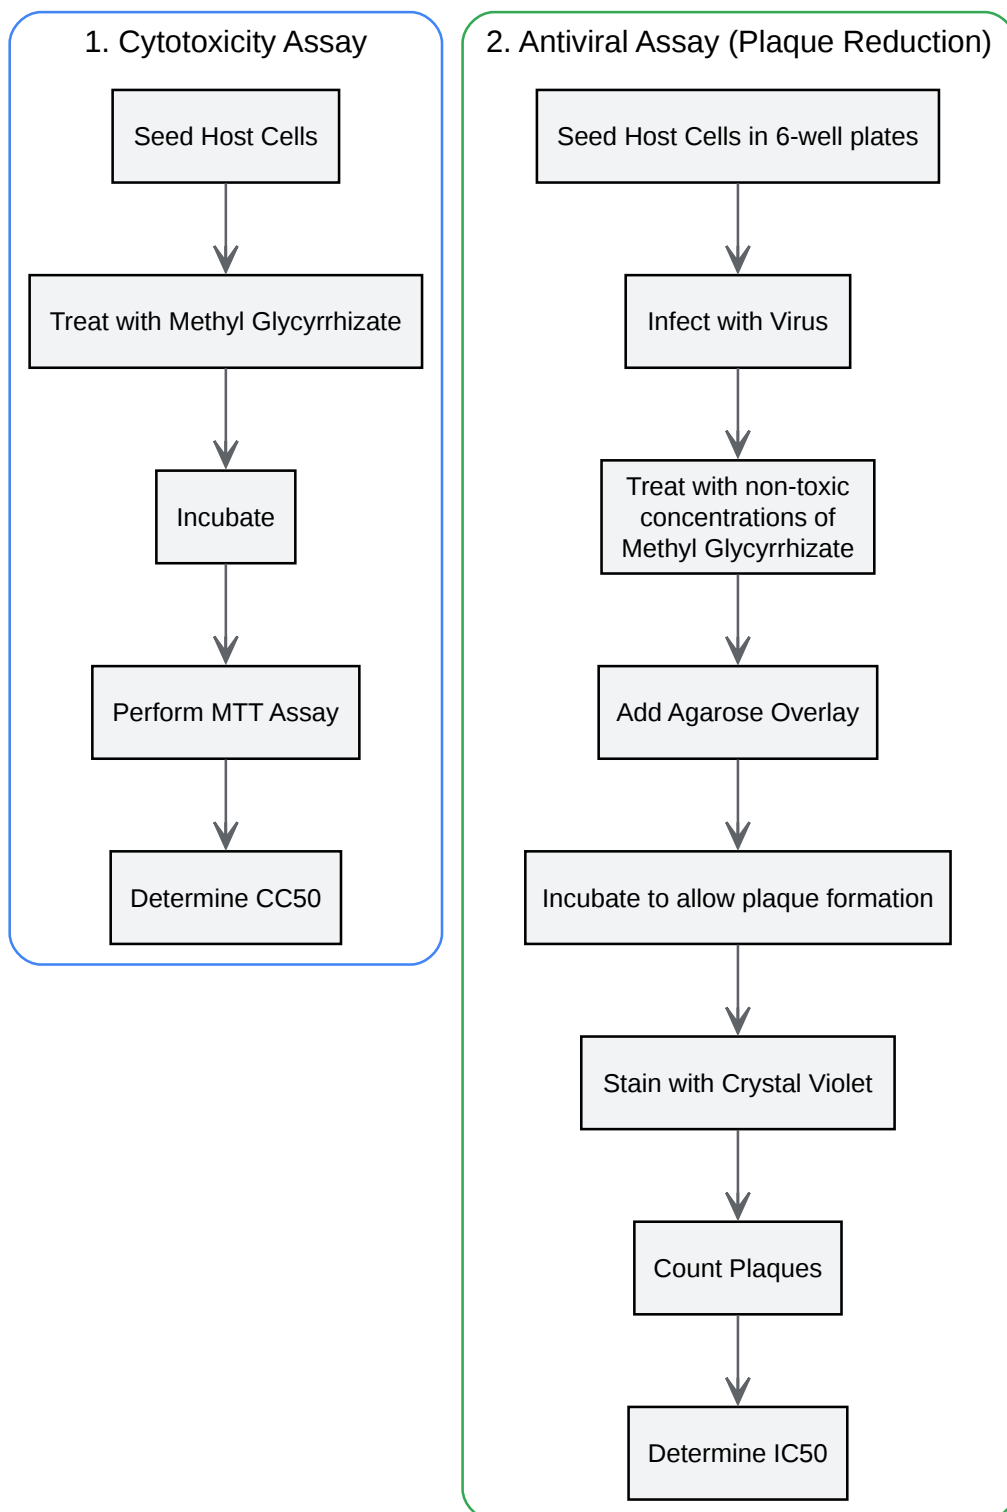 1. Cytotoxicity Assay
Seed Host Cells
Treat with Methyl Glycyrrhizate
Incubate
Perform MTT Assay
Determine CC50
2. Antiviral Assay (Plaque Reduction)
Seed Host Cells in 6-well plates
Infect with Virus
Treat with non-toxic
concentrations of
Methyl Glycyrrhizate
Add Agarose Overlay
Incubate to allow plaque formation
Stain with Crystal Violet
Count Plaques
Determine IC50